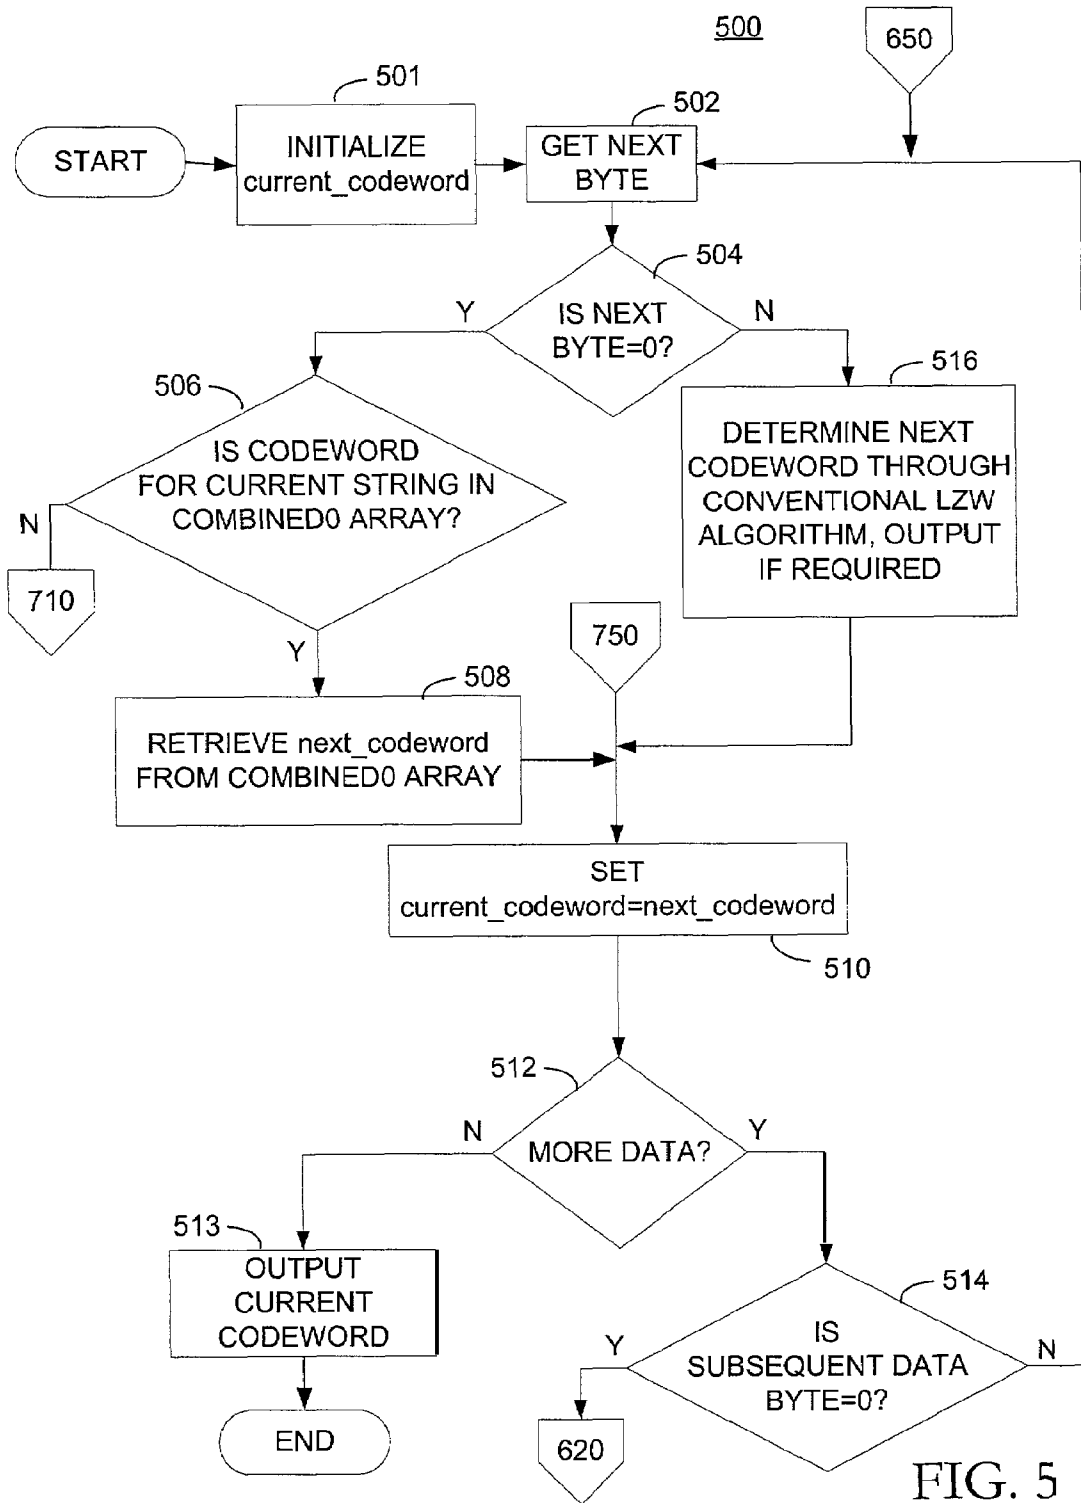 500
650
501
502
START
INITIALIZE
current_codeword
GET NEXT
BYTE
504
Y
IS NEXT
BYTE=0?
N
506
516
IS CODEWORD
FOR CURRENT STRING IN
COMBINED0 ARRAY?
N
DETERMINE NEXT
CODEWORD THROUGH
CONVENTIONAL LZW
ALGORITHM, OUTPUT
IF REQUIRED
710
750
Y
508
RETRIEVE next_codeword
FROM COMBINED0 ARRAY
SET
current_codeword=next_codeword
510
512
N
MORE DATA?
Y
513
OUTPUT
CURRENT
CODEWORD
514
Y
IS
SUBSEQUENT DATA
BYTE=0?
N
END
620
FIG. 5